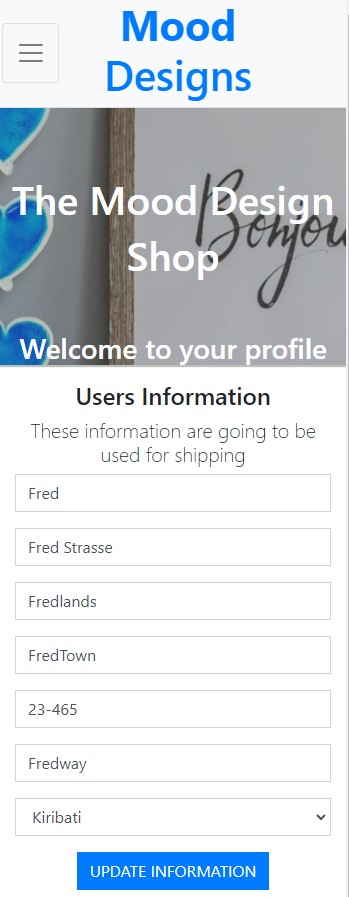 Mood
Designs
The Mood Design
Shop
Welcome to your profile
Users Information
These information are going to be
used for shipping
Fred
Fred Strasse
Fredlands
FredTown
23-465
Fredway
Kiribati
UPDATE INFORMATION